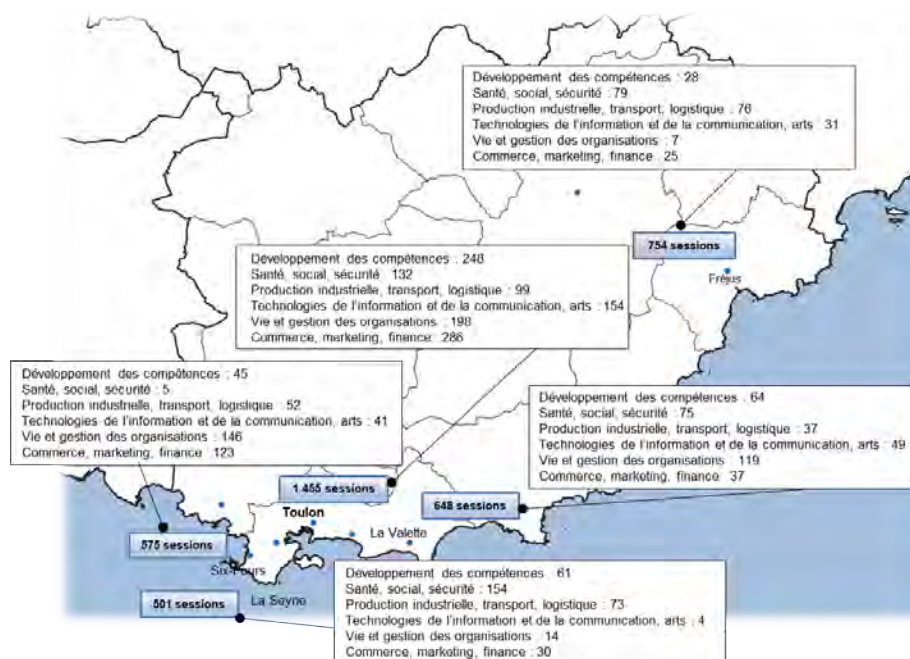 Développement des compétences : 28
Santé, social, sécurité : 79
Production industrielle, transport, logistique : 76
Technologies de l'information et de la communication, arts : 31
Vie et gestion des organisations : 7
Commerce, marketing, finance : 25
754 sessions
Fréjus
Développement des compétences : 248
Santé, social, sécurité : 132
Production industrielle, transport, logistique : 99
Technologies de l'information et de la communication, arts : 154
Vie et gestion des organisations : 198
Commerce, marketing, finance : 286
Développement des compétences : 45
Santé, social, sécurité : 5
Production industrielle, transport, logistique : 52
Technologies de l'information et de la communication, arts : 41
Vie et gestion des organisations : 146
Commerce, marketing, finance : 123
Développement des compétences : 64
Santé, social, sécurité : 75
Production industrielle, transport, logistique : 37
Technologies de l'information et de la communication, arts : 49
Vie et gestion des organisations : 119
Commerce, marketing, finance : 37
1 455 sessions
648 sessions
Toulon
La Valette
575 sessions
Six-Fours
La Seyne
501 sessions
Développement des compétences : 61
Santé, social, sécurité : 154
Production industrielle, transport, logistique : 73
Technologies de l'information et de la communication, arts : 4
Vie et gestion des organisations : 14
Commerce, marketing, finance : 30